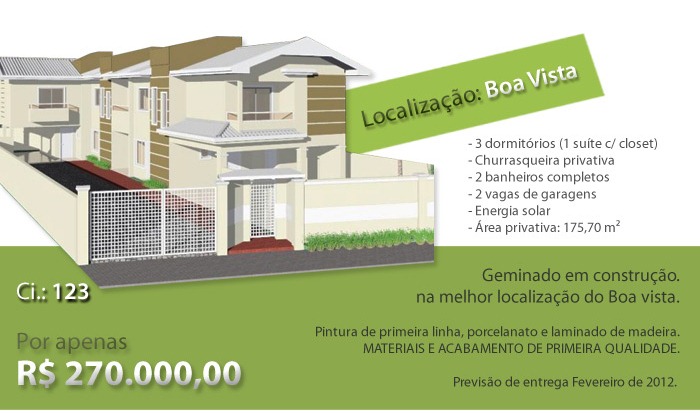 Localização: Boa Vista
- 3 dormitórios (1 suíte c/ closet)
- Churrasqueira privativa
- 2 banheiros completos
- 2 vagas de garagens
- Energia solar
- Área privativa: 175,70 m²
Geminado em construção.
na melhor localização do Boa vista.
Ci.: 123
Por apenas
R$ 270.000,00
Pintura de primeira linha, porcelanato e laminado de madeira.
MATERIAIS E ACABAMENTO DE PRIMEIRA QUALIDADE.
Previsão de entrega Fevereiro de 2012.